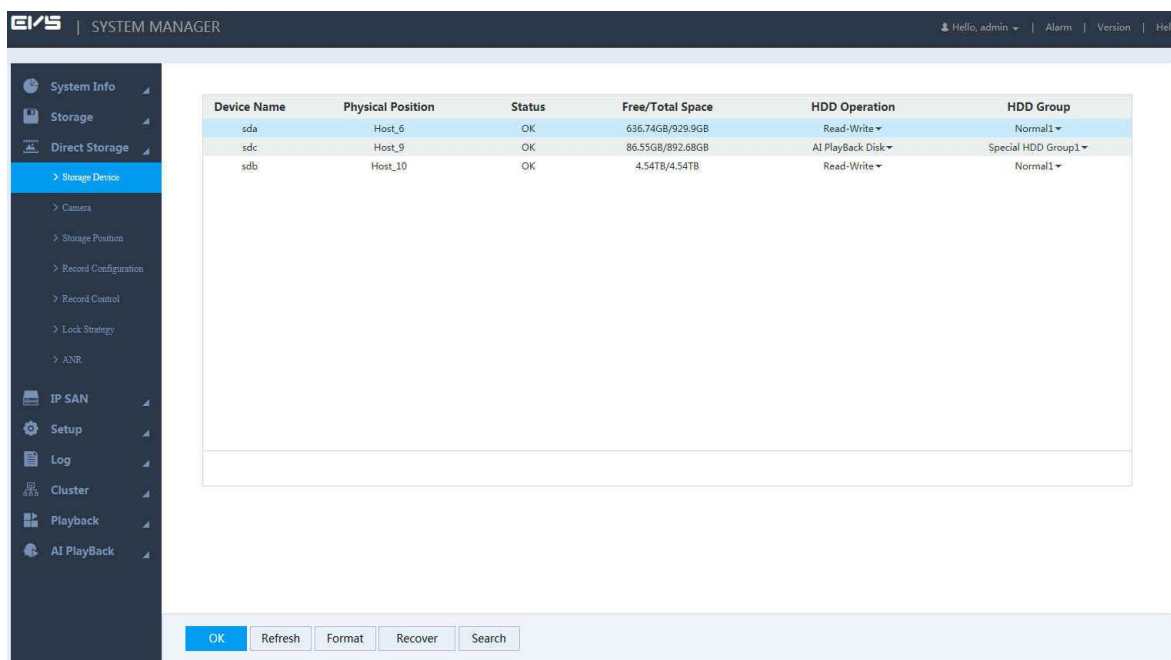 EIVS | SYSTEM MANAGER
Hello, admin | Alarm | Version | Hel
System Info
Storage
Direct Storage
> Storage Device
> Camera
> Storage Position
> Record Configuration
> Record Control
> Lock Strategy
> ANR
IP SAN
Setup
Log
Cluster
Playback
AI PlayBack
Device Name Physical Position Status Free/Total Space HDD Operation HDD Group
sda Host_6 OK 636.74GB/929.9GB Read-Write Normal1
sdc Host_9 OK 86.55GB/892.68GB AI PlayBack Disk Special HDD Group1
sdb Host_10 OK 4.54TB/4.54TB Read-Write Normal1
OK Refresh Format Recover Search